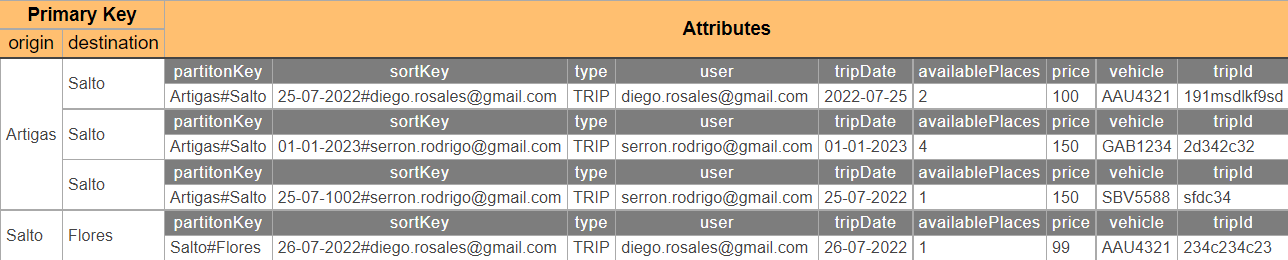 Primary Key
Attributes
origin destination
Artigas
Salto
partitonKey sortKey type user tripDate availablePlaces price vehicle tripId
Artigas#Salto 25-07-2022#diego.rosales@gmail.com TRIP diego.rosales@gmail.com 2022-07-25 2 100 AAU4321 191msdlkf9sd
Salto
partitonKey sortKey type user tripDate availablePlaces price vehicle tripId
Artigas#Salto 01-01-2023#serron.rodrigo@gmail.com TRIP serron.rodrigo@gmail.com 01-01-2023 4 150 GAB1234 2d342c32
Salto
partitonKey sortKey type user tripDate availablePlaces price vehicle tripId
Artigas#Salto 25-07-1002#serron.rodrigo@gmail.com TRIP serron.rodrigo@gmail.com 25-07-2022 1 150 SBV5588 sfdc34
Salto Flores
partitonKey sortKey type user tripDate availablePlaces price vehicle tripId
Salto#Flores 26-07-2022#diego.rosales@gmail.com TRIP diego.rosales@gmail.com 26-07-2022 1 99 AAU4321 234c234c23